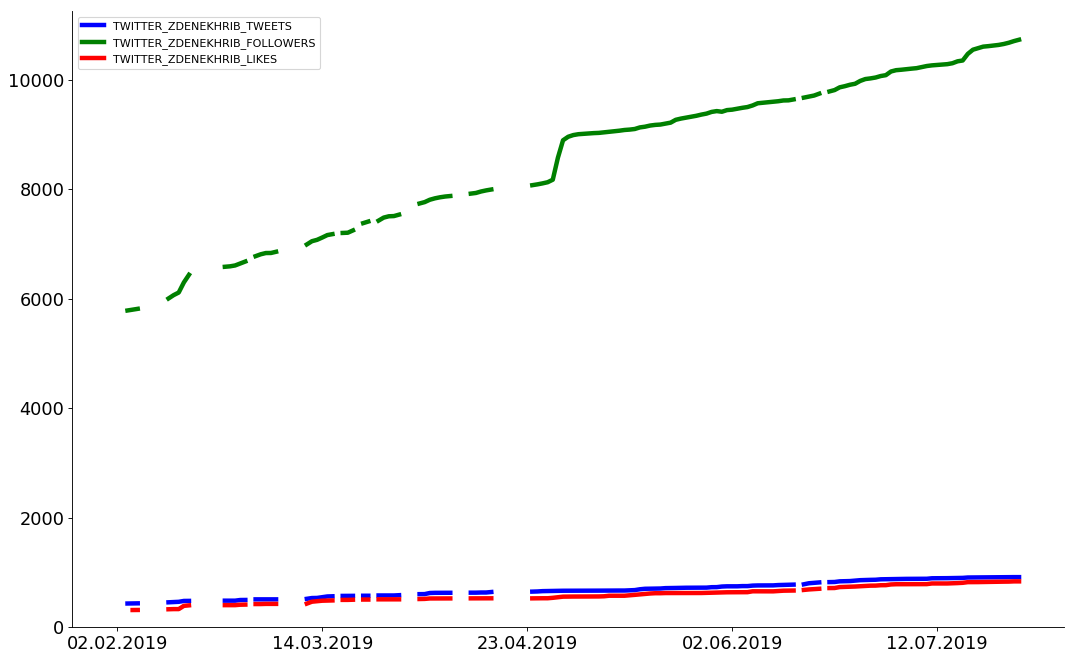 TWITTER_ZDENEKHRIB_TWEETS
TWITTER_ZDENEKHRIB_FOLLOWERS
TWITTER_ZDENEKHRIB_LIKES
10000
8000
6000
4000
2000
0
02.02.2019 14.03.2019 23.04.2019 02.06.2019 12.07.2019